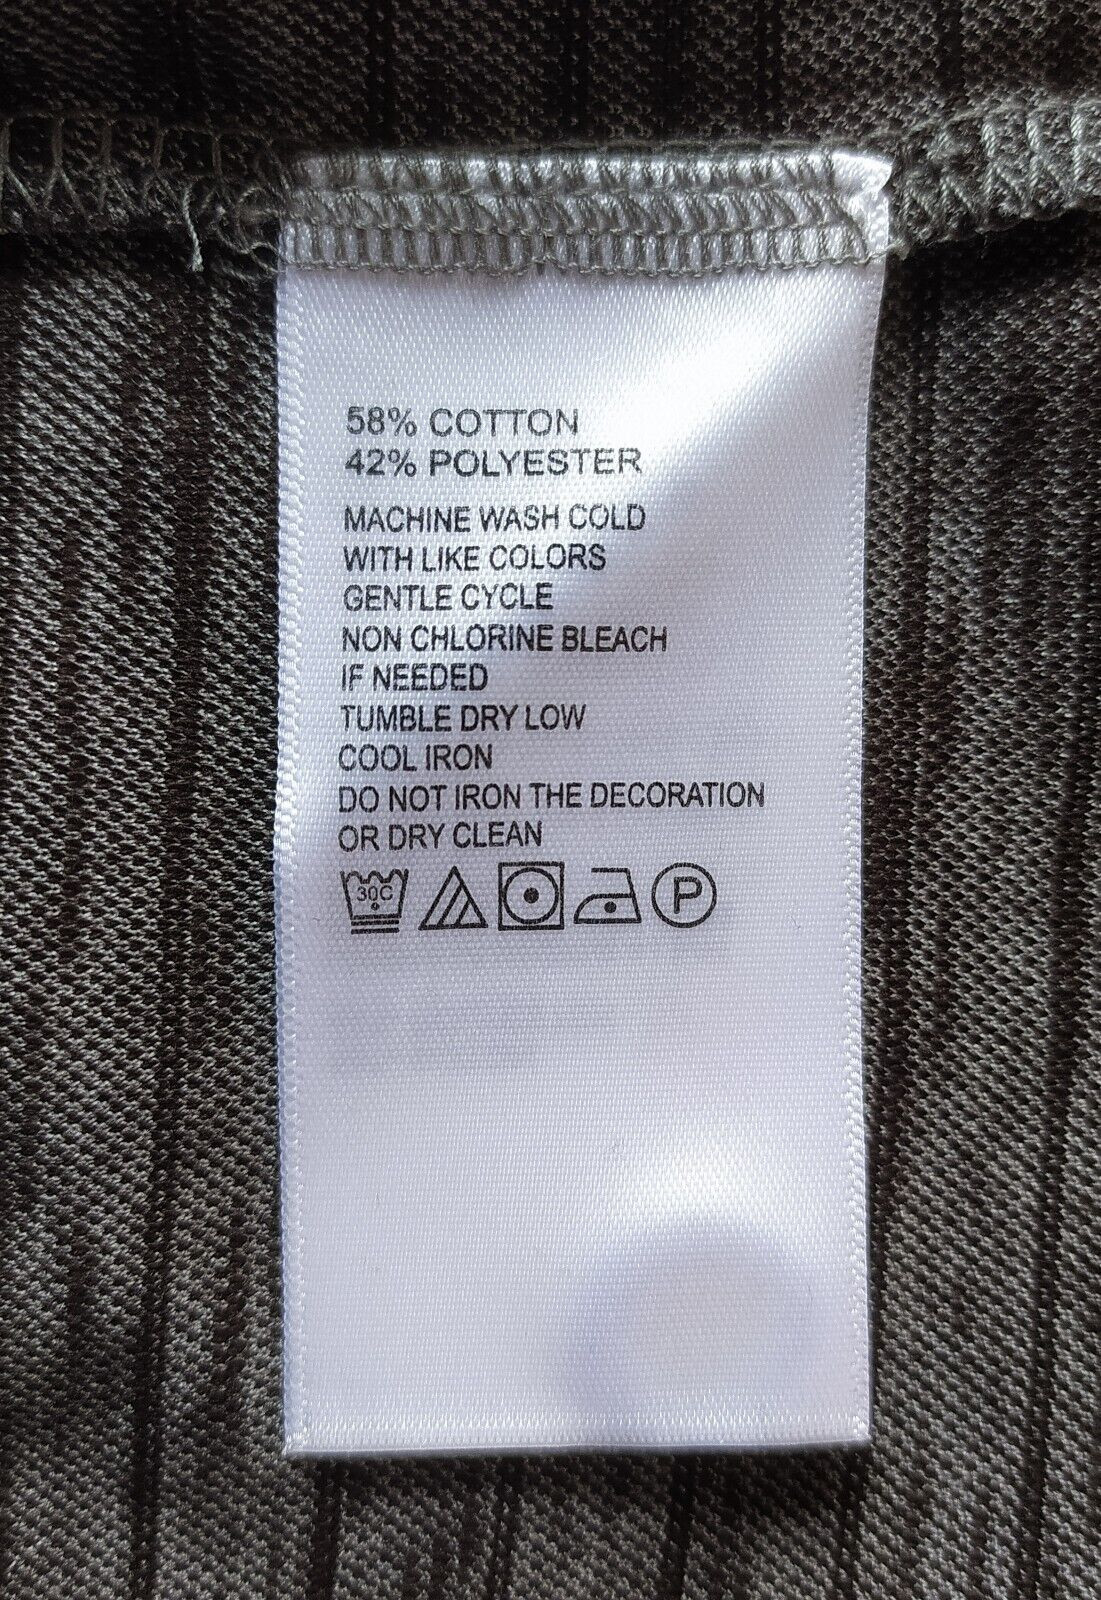 58% COTTON
42% POLYESTER
MACHINE WASH COLD
WITH LIKE COLORS
GENTLE CYCLE
NON CHLORINE BLEACH
IF NEEDED
TUMBLE DRY LOW
COOL IRON
DO NOT IRON THE DECORATION
OR DRY CLEAN
30C P